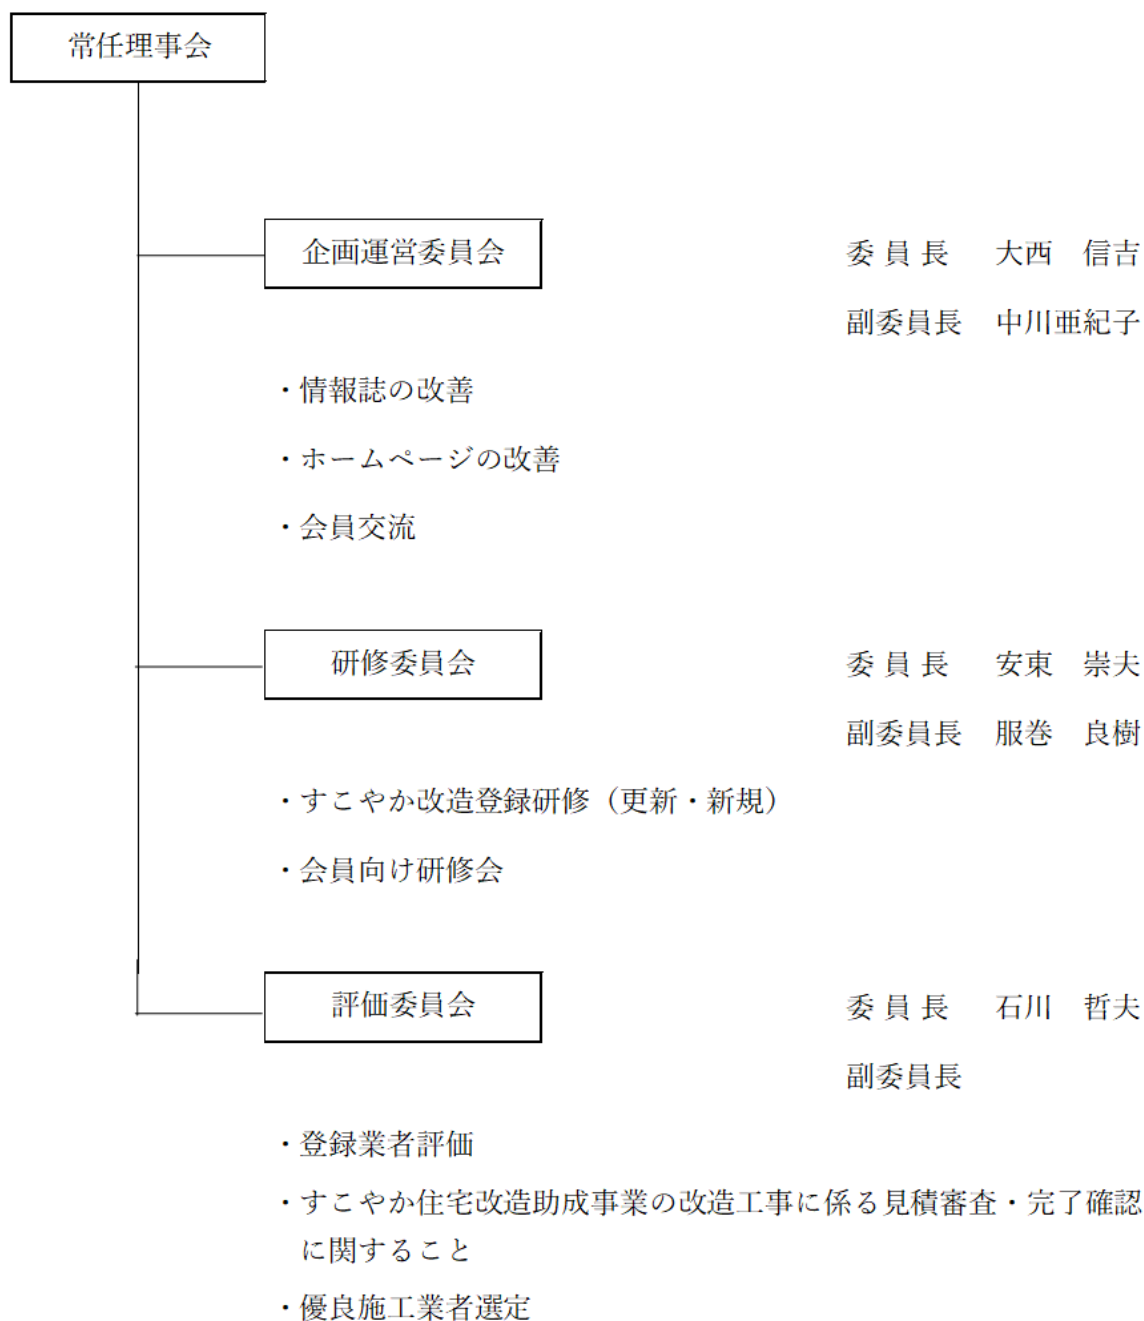 常任理事会
企画運営委員会 委 員 長 大西 信吉
副委員長 中川亜紀子
・情報誌の改善
・ホームページの改善
・会員交流
研修委員会 委 員 長 安東 崇夫
副委員長 服巻 良樹
・すこやか改造登録研修（更新・新規）
・会員向け研修会
評価委員会 委 員 長 石川 哲夫
副委員長
・登録業者評価
・すこやか住宅改造助成事業の改造工事に係る見積審査・完了確認
に関すること
・優良施工業者選定